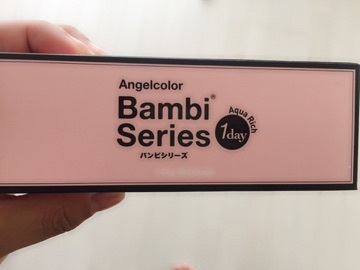 Angelcolor
Bambi®
Series
Aqua Rich
1day
バンビシリーズ